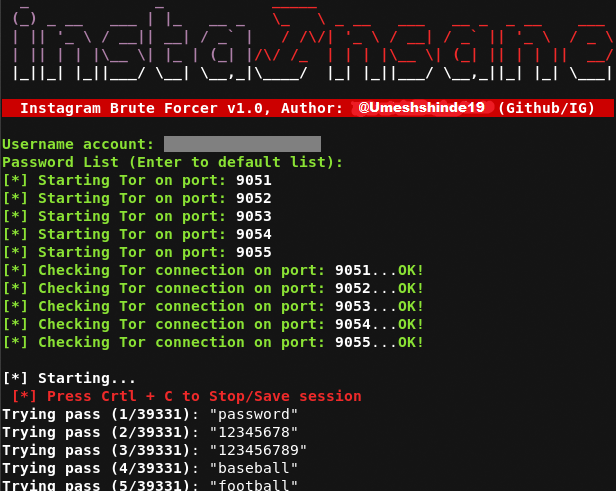 InstaInsane
Instagram Brute Forcer v1.0, Author: @Umeshshinde19 (Github/IG)
Username account:
Password List (Enter to default list):
[*] Starting Tor on port: 9051
[*] Starting Tor on port: 9052
[*] Starting Tor on port: 9053
[*] Starting Tor on port: 9054
[*] Starting Tor on port: 9055
[*] Checking Tor connection on port: 9051...OK!
[*] Checking Tor connection on port: 9052...OK!
[*] Checking Tor connection on port: 9053...OK!
[*] Checking Tor connection on port: 9054...OK!
[*] Checking Tor connection on port: 9055...OK!
[*] Starting...
[*] Press Crtl + C to Stop/Save session
Trying pass (1/39331): "password"
Trying pass (2/39331): "12345678"
Trying pass (3/39331): "123456789"
Trying pass (4/39331): "baseball"
Trying pass (5/39331): "football"